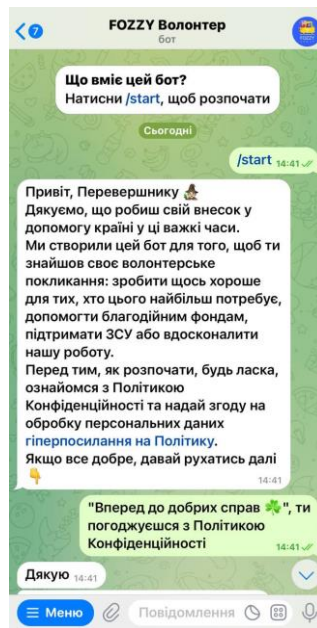 7
FOZZY Волонтер
бот
FOZZY
Що вміє цей бот?
Натисни /start, щоб розпочати
Сьогодні
/start 14:41
Привіт, Перевершнику
Дякуємо, що робиш свій внесок у
допомогу країні у ці важкі часи.
Ми створили цей бот для того, щоб ти
знайшов своє волонтерське
покликання: зробити щось хороше
для тих, хто цього найбільш потребує,
допомогти благодійним фондам,
підтримати ЗСУ або вдосконалити
нашу роботу.
Перед тим, як розпочати, будь ласка,
ознайомся з Політикою
Конфіденційності та надай згоду на
обробку персональних даних
гіперпосилання на Політику.
Якщо все добре, давай рухатись далі
👇
14:41
"Вперед до добрих справ ☘️", ти
погоджуєшся з Політикою
Конфіденційності 14:41
Дякую 14:41
Меню Повідомлення